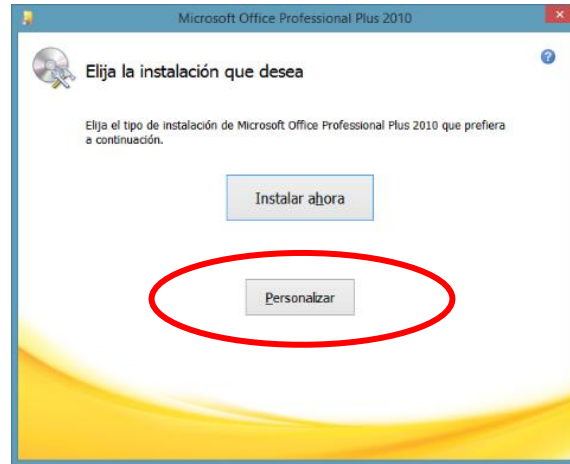 Microsoft Office Professional Plus 2010
Elija la instalación que desea
Elija el tipo de instalación de Microsoft Office Professional Plus 2010 que prefiera
a continuación.
Instalar ahora
Personalizar